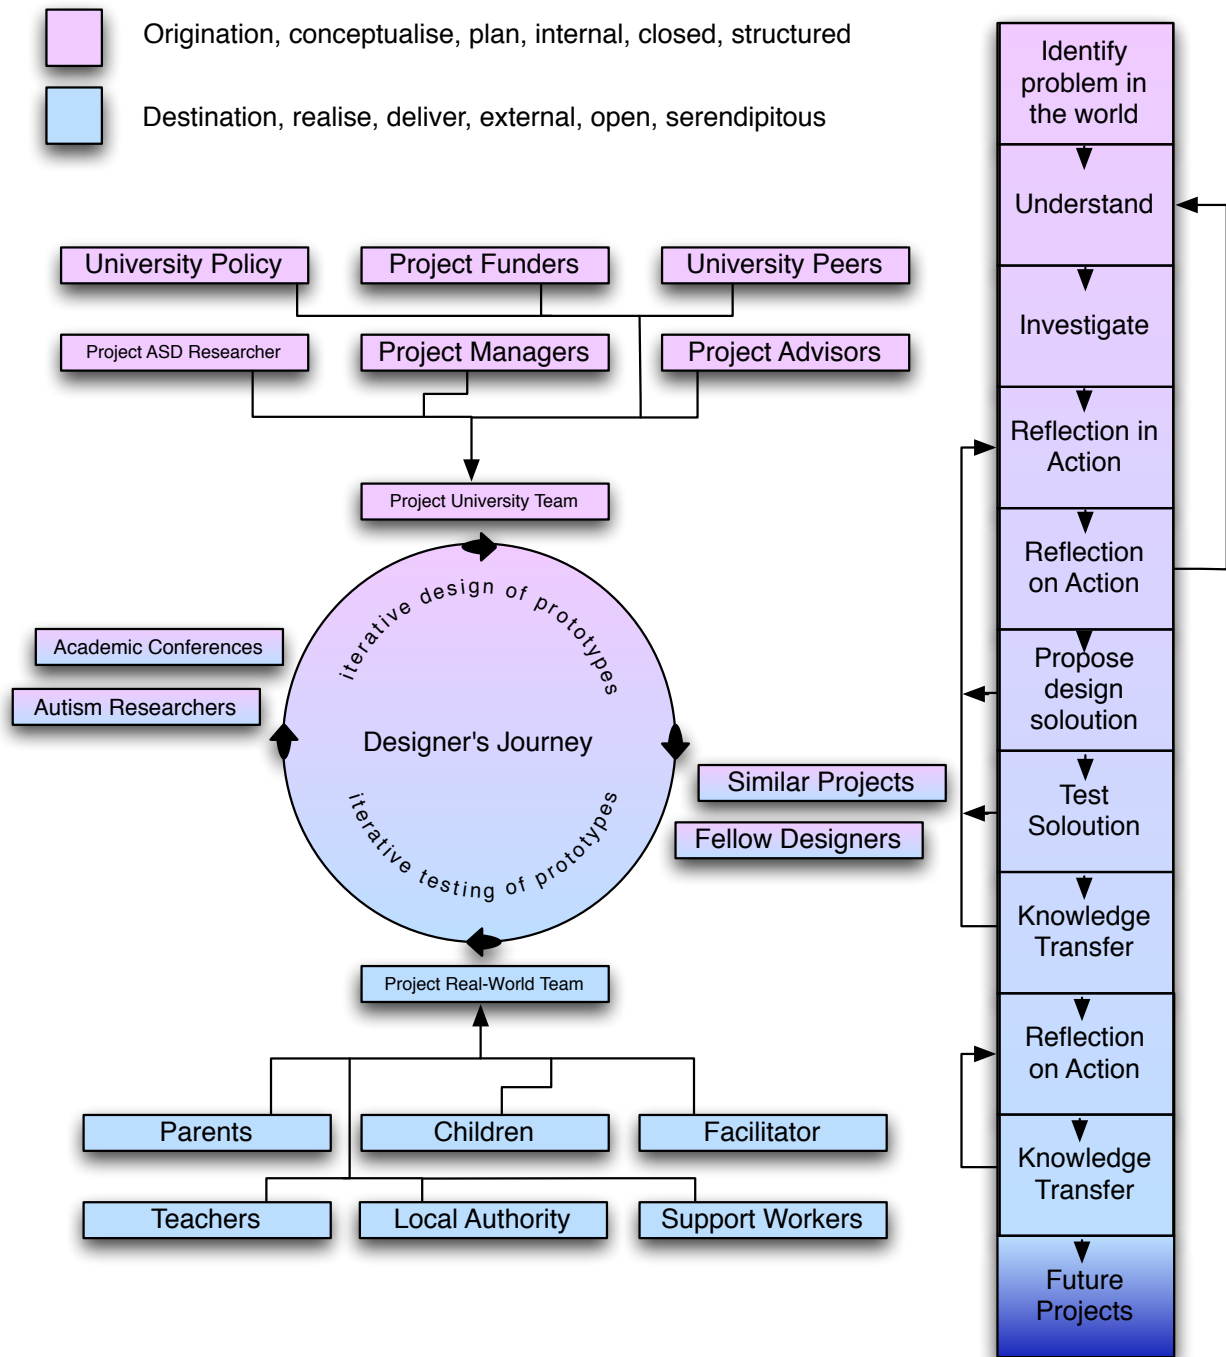 Origination, conceptualise, plan, internal, closed, structured
Destination, realise, deliver, external, open, serendipitous
University Policy
Project Funders
University Peers
Project ASD Researcher
Project Managers
Project Advisors
Project University Team
iterative design of prototypes
Academic Conferences
Autism Researchers
Designer's Journey
Similar Projects
Fellow Designers
iterative testing of prototypes
Project Real-World Team
Parents
Children
Facilitator
Teachers
Local Authority
Support Workers
Identify
problem in
the world
Understand
Investigate
Reflection in
Action
Reflection
on Action
Propose
design
soloution
Test
Soloution
Knowledge
Transfer
Reflection
on Action
Knowledge
Transfer
Future
Projects